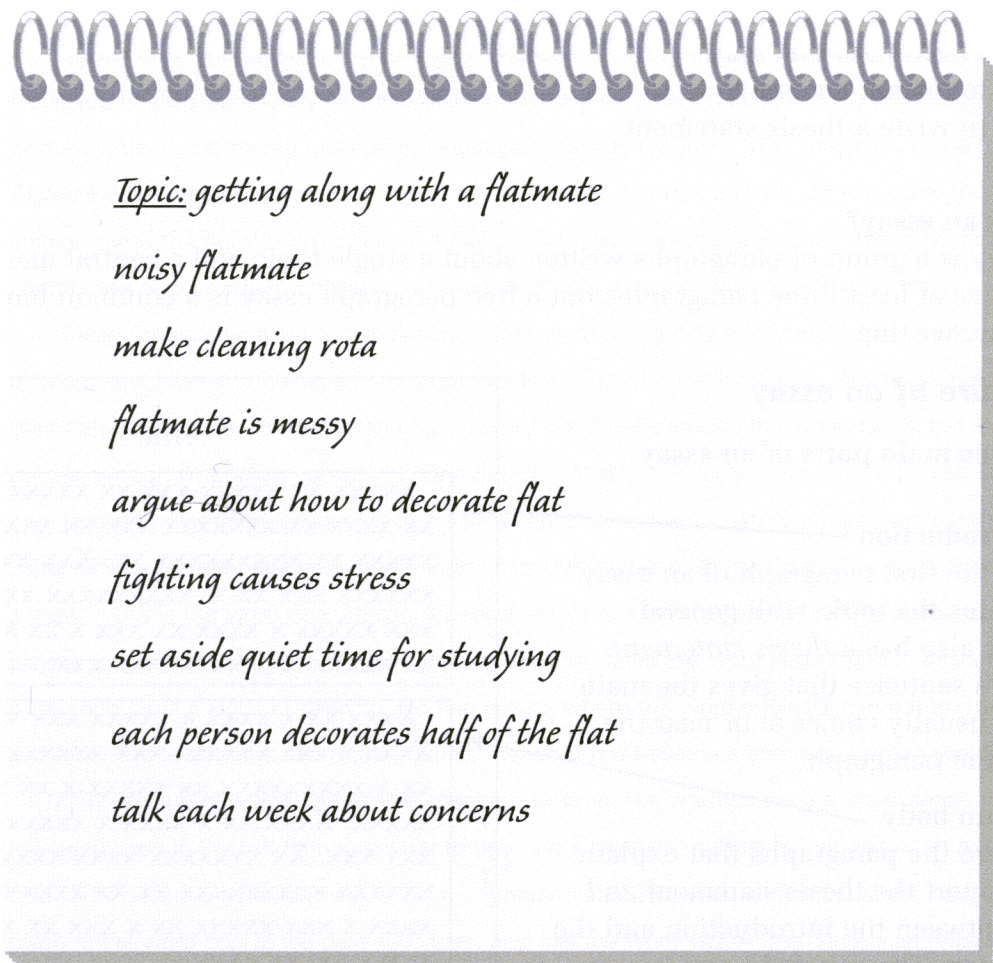 Topic: getting along with a flatmate
noisy flatmate
make cleaning rota
flatmate is messy
argue about how to decorate flat
fighting causes stress
set aside quiet time for studying
each person decorates half of the flat
talk each week about concerns